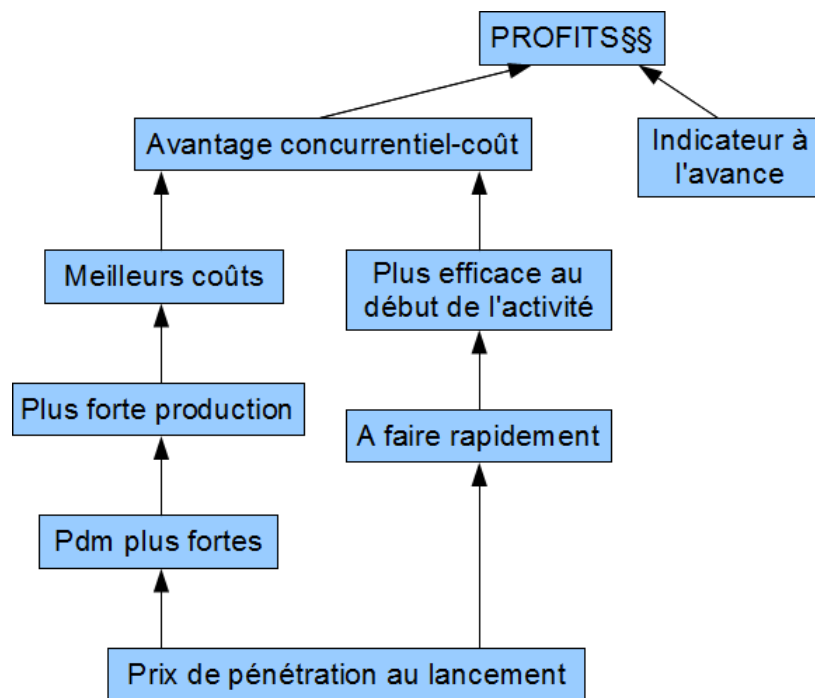 PROFITS§§
Avantage concurrentiel-coût
Indicateur à
l'avance
Meilleurs coûts
Plus efficace au
début de l'activité
Plus forte production
A faire rapidement
Pdm plus fortes
Prix de pénétration au lancement